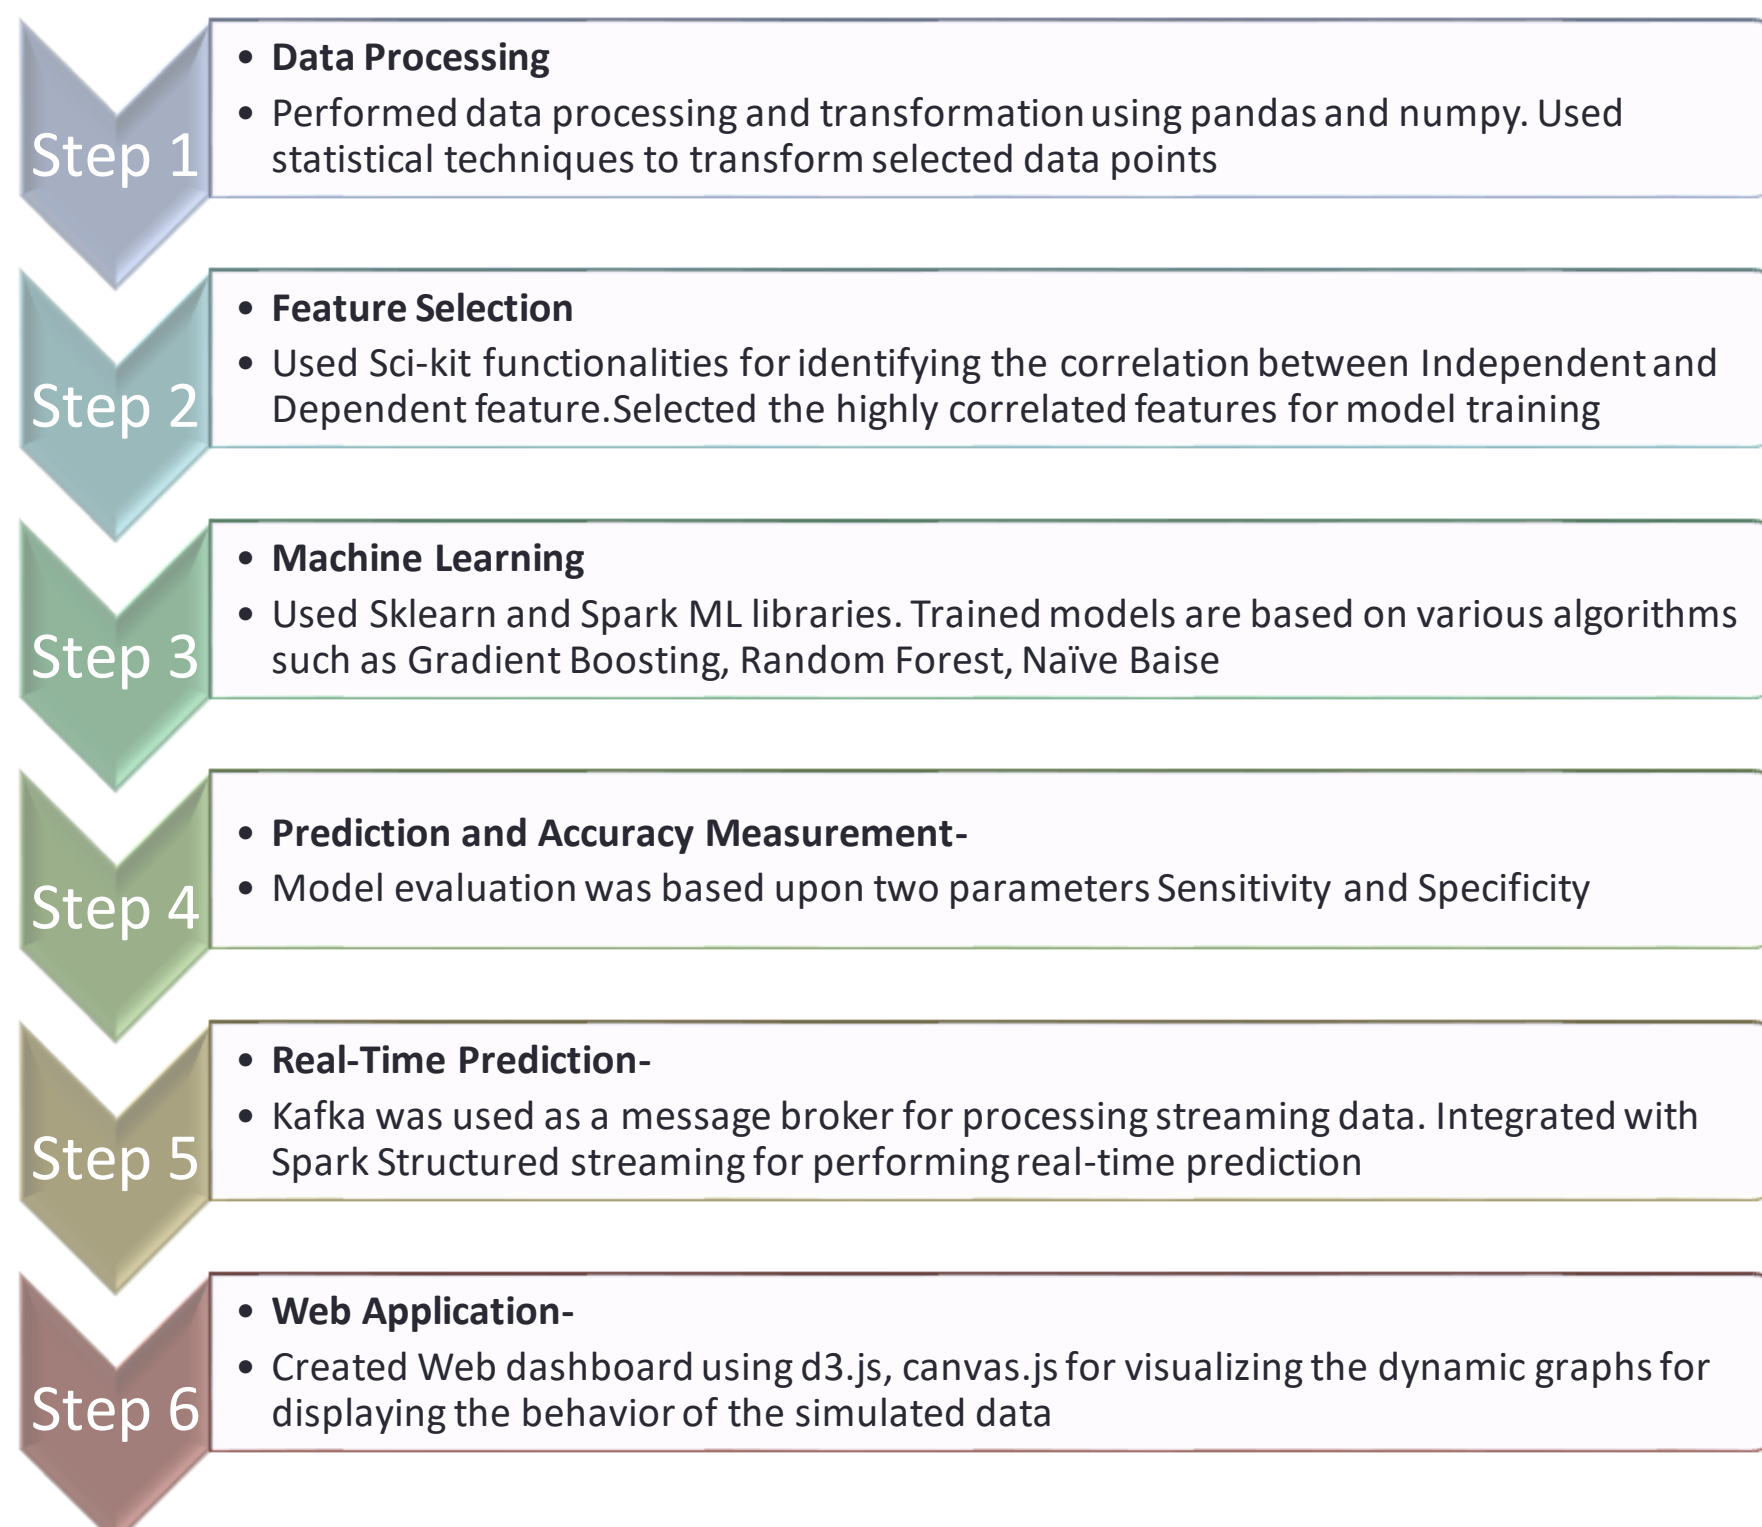 Step 1
• Data Processing
• Performed data processing and transformation using pandas and numpy. Used
statistical techniques to transform selected data points
Step 2
• Feature Selection
• Used Sci-kit functionalities for identifying the correlation between Independent and
Dependent feature.Selected the highly correlated features for model training
Step 3
• Machine Learning
• Used Sklearn and Spark ML libraries. Trained models are based on various algorithms
such as Gradient Boosting, Random Forest, Naïve Baise
Step 4
• Prediction and Accuracy Measurement-
• Model evaluation was based upon two parameters Sensitivity and Specificity
Step 5
• Real-Time Prediction-
• Kafka was used as a message broker for processing streaming data. Integrated with
Spark Structured streaming for performing real-time prediction
Step 6
• Web Application-
• Created Web dashboard using d3.js, canvas.js for visualizing the dynamic graphs for
displaying the behavior of the simulated data